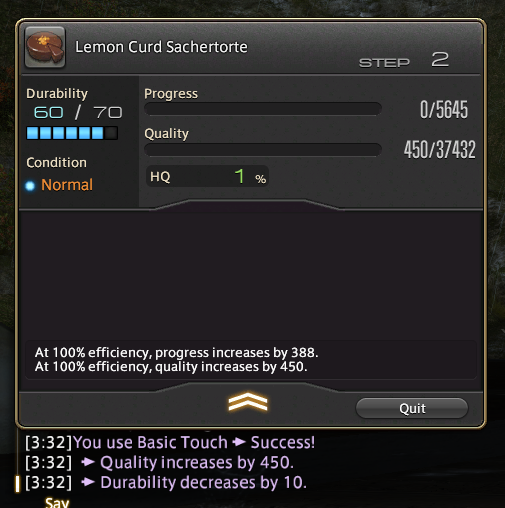 Lemon Curd Sachertorte
STEP 2
Durability
60 / 70
Condition
Normal
Progress
0/5645
Quality
450/37432
HQ 1 %
At 100% efficiency, progress increases by 388.
At 100% efficiency, quality increases by 450.
Quit
[3:32]You use Basic Touch ➨ Success!
[3:32] ➨ Quality increases by 450.
[3:32] ➨ Durability decreases by 10.
Say